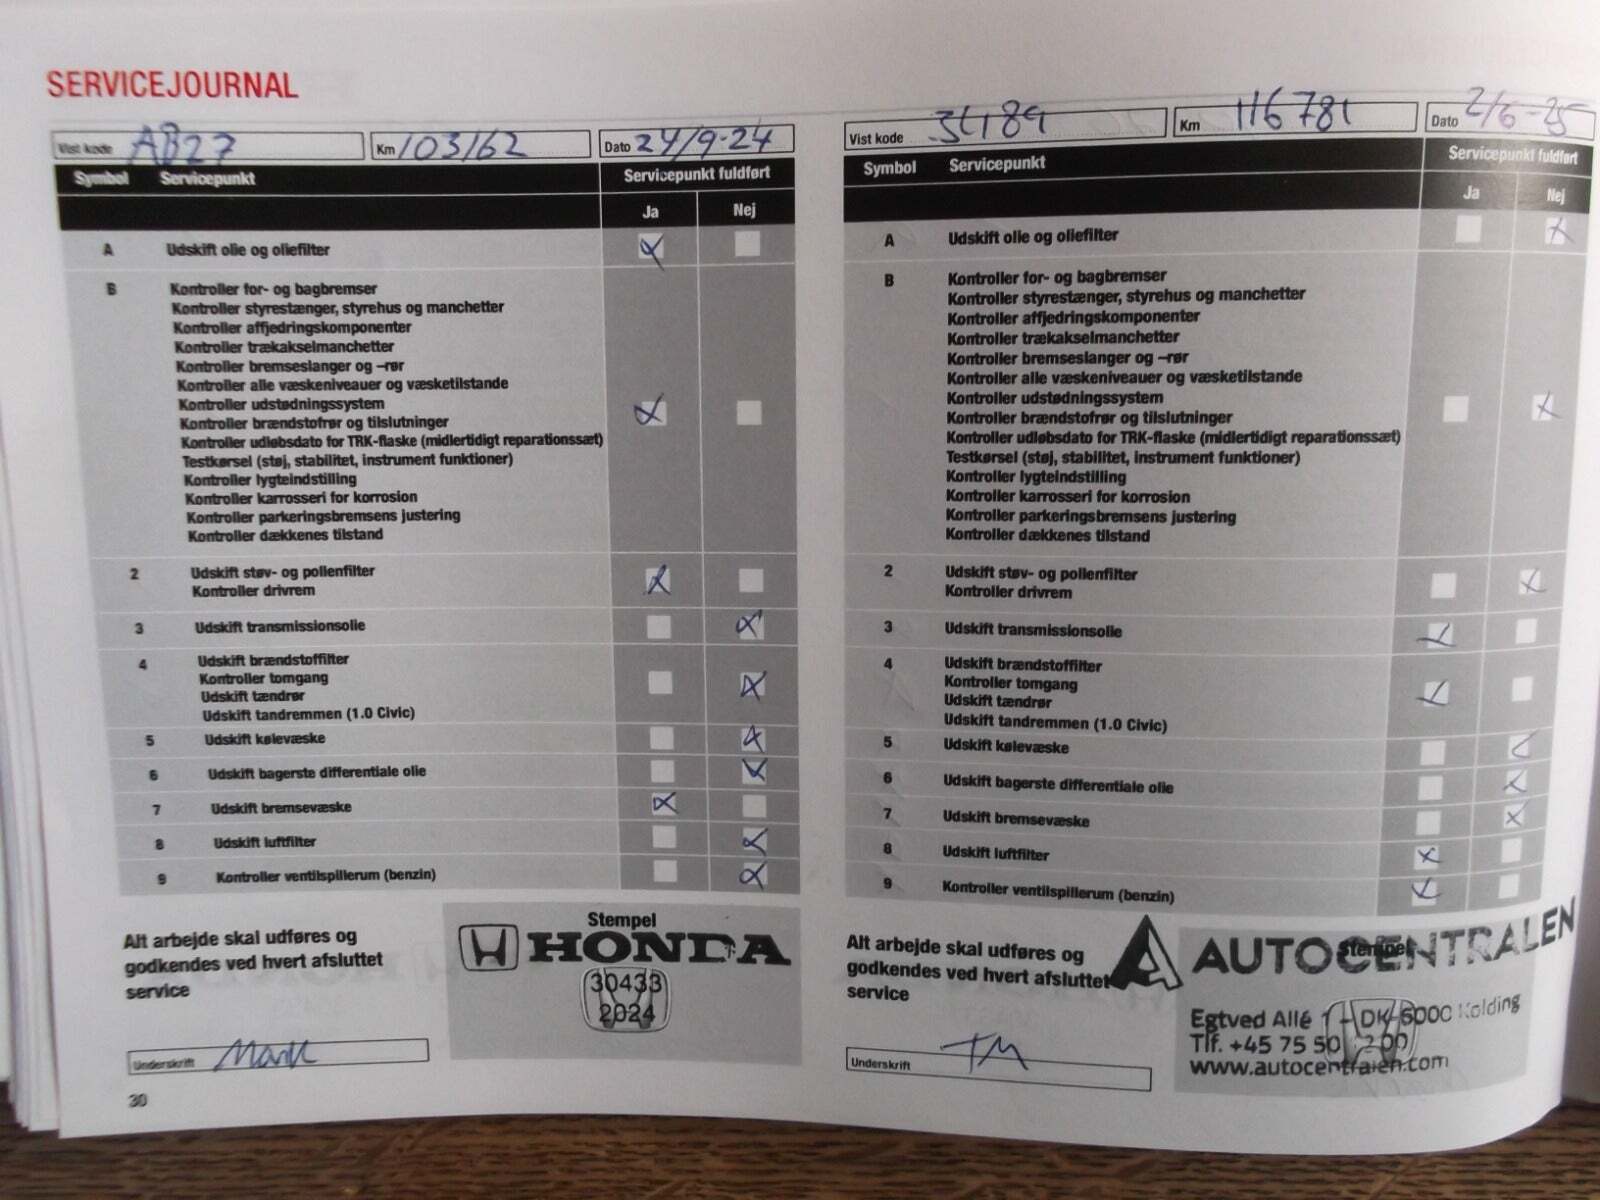 SERVICEJOURNAL
Vist kode AB27
Km 103162
Dato 24/9-24
Symbol Servicepunkt Servicepunkt fuldført
Ja Nej
A Udskift olie og oliefilter
B Kontroller for- og bagbremser
Kontroller styrestænger, styrehus og manchetter
Kontroller affjedringskomponenter
Kontroller trækakselmanchetter
Kontroller bremseslanger og –rør
Kontroller alle væskeniveauer og væsketilstande
Kontroller udstødningssystem
Kontroller brændstofrør og tilslutninger
Kontroller udløbsdato for TRK-flaske (midlertidigt reparationssæt)
Testkørsel (støj, stabilitet, instrument funktioner)
Kontroller lygteindstilling
Kontroller karrosseri for korrosion
Kontroller parkeringsbremsens justering
Kontroller dækkenes tilstand
2 Udskift støv- og pollenfilter
Kontroller drivrem
3 Udskift transmissionsolie
4 Udskift brændstoffilter
Kontroller tomgang
Udskift tændrør
Udskift tandremmen (1.0 Civic)
5 Udskift kølevæske
6 Udskift bagerste differentiale olie
7 Udskift bremsevæske
8 Udskift luftfilter
9 Kontroller ventilspillerum (benzin)
Alt arbejde skal udføres og
godkendes ved hvert afsluttet
service
Stempel
HONDA
30433
2024
Underskrift Mark
30
Vist kode 34189
Km 116781
Dato 2/6-25
Symbol Servicepunkt Servicepunkt fuldført
Ja Nej
A Udskift olie og oliefilter
B Kontroller for- og bagbremser
Kontroller styrestænger, styrehus og manchetter
Kontroller affjedringskomponenter
Kontroller trækakselmanchetter
Kontroller bremseslanger og –rør
Kontroller alle væskeniveauer og væsketilstande
Kontroller udstødningssystem
Kontroller brændstofrør og tilslutninger
Kontroller udløbsdato for TRK-flaske (midlertidigt reparationssæt)
Testkørsel (støj, stabilitet, instrument funktioner)
Kontroller lygteindstilling
Kontroller karrosseri for korrosion
Kontroller parkeringsbremsens justering
Kontroller dækkenes tilstand
2 Udskift støv- og pollenfilter
Kontroller drivrem
3 Udskift transmissionsolie
4 Udskift brændstoffilter
Kontroller tomgang
Udskift tændrør
Udskift tandremmen (1.0 Civic)
5 Udskift kølevæske
6 Udskift bagerste differentiale olie
7 Udskift bremsevæske
8 Udskift luftfilter
9 Kontroller ventilspillerum (benzin)
Alt arbejde skal udføres og
godkendes ved hvert afsluttet
service
Stempel
AUTOCENTRALEN
Egtved Allé 1 - DK-6000 Kolding
Tlf. +45 75 50 200
www.autocentralen.com
Underskrift TM